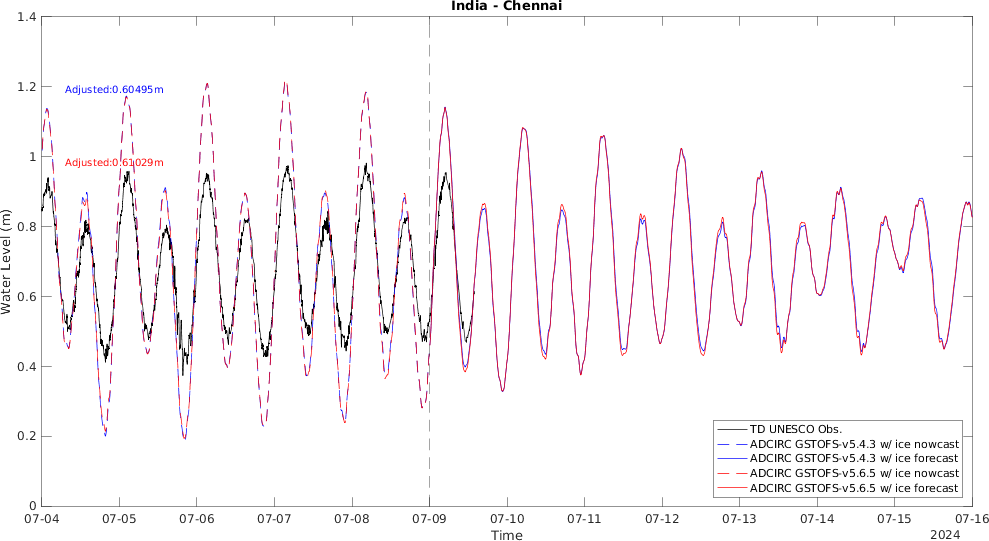 India - Chennai
1.4
1.2
1
0.8
0.6
0.4
0.2
0
Water Level (m)
Adjusted:0.60495m
Adjusted:0.61029m
TD UNESCO Obs.
ADCIRC GSTOFS-v5.4.3 w/ ice nowcast
ADCIRC GSTOFS-v5.4.3 w/ ice forecast
ADCIRC GSTOFS-v5.6.5 w/ ice nowcast
ADCIRC GSTOFS-v5.6.5 w/ ice forecast
07-04 07-05 07-06 07-07 07-08 07-09 07-10 07-11 07-12 07-13 07-14 07-15 07-16
Time
2024